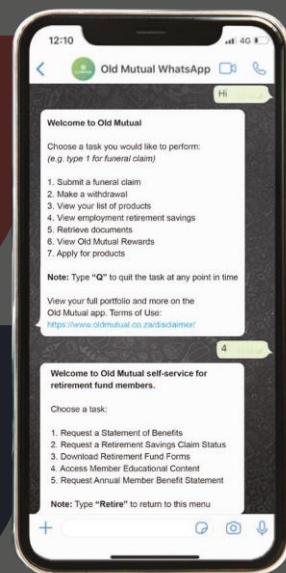 12:10
4G
Old Mutual WhatsApp
Hi
Welcome to Old Mutual
Choose a task you would like to perform:
(e.g. type 1 for funeral claim)
1. Submit a funeral claim
2. Make a withdrawal
3. View your list of products
4. View employment retirement savings
5. Retrieve documents
6. View Old Mutual Rewards
7. Apply for products
Note: Type “Q” to quit the task at any point in time
View your full portfolio and more on the
Old Mutual app. Terms of Use:
https://www.oldmutual.co.za/disclaimer/
4
Welcome to Old Mutual self-service for
retirement fund members.
Choose a task:
1. Request a Statement of Benefits
2. Request a Retirement Savings Claim Status
3. Download Retirement Fund Forms
4. Access Member Educational Content
5. Request Annual Member Benefit Statement
Note: Type “Retire” to return to this menu